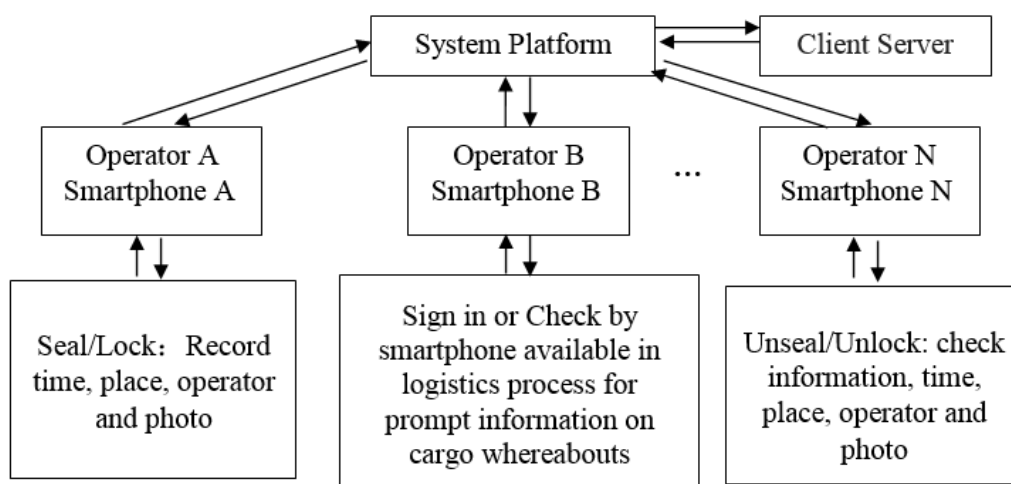 System Platform
Client Server
Operator A
Smartphone A
Operator B
Smartphone B
...
Operator N
Smartphone N
Seal/Lock：Record
time, place, operator
and photo
Sign in or Check by
smartphone available in
logistics process for
prompt information on
cargo whereabouts
Unseal/Unlock: check
information, time,
place, operator and
photo